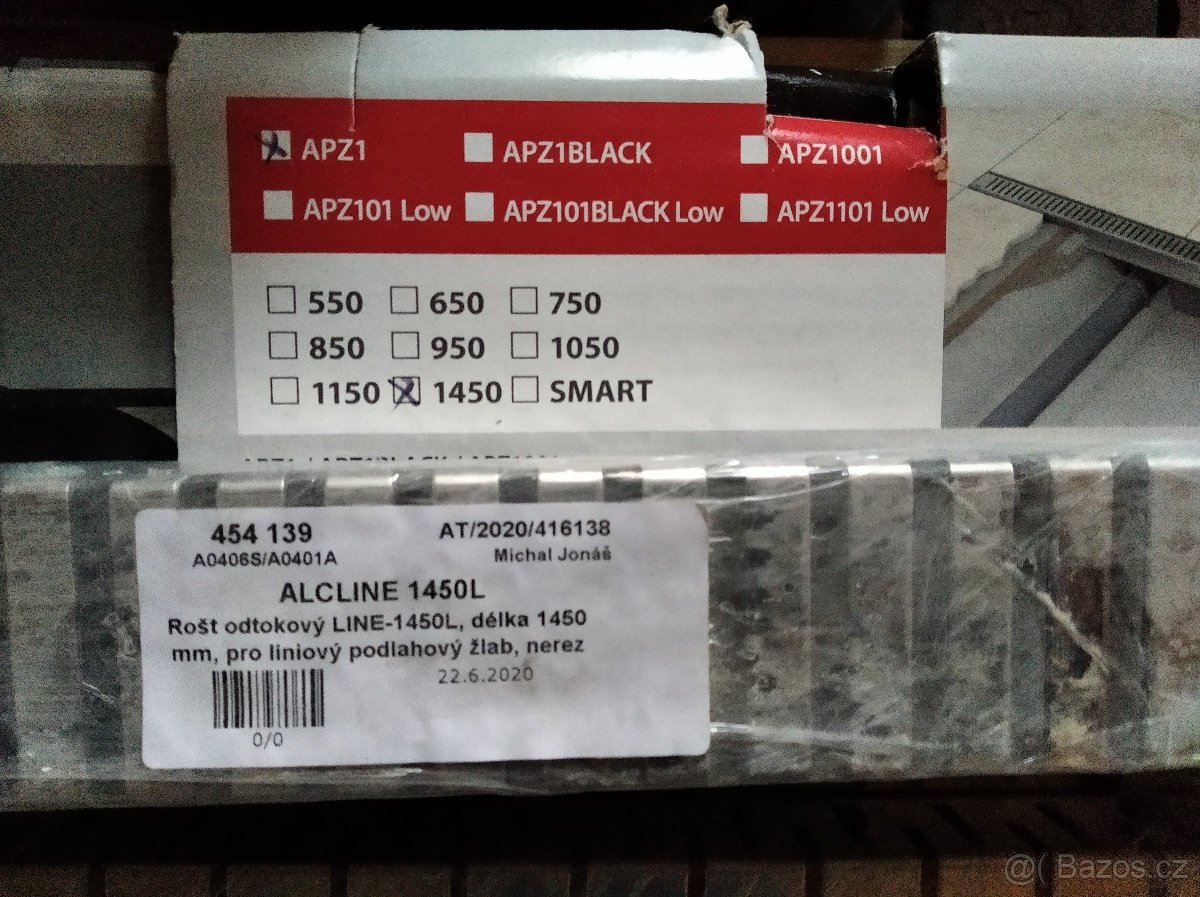 APZ1 APZ1BLACK APZ1001
APZ101 Low APZ101BLACK Low APZ1101 Low
550 650 750
850 950 1050
1150 1450 SMART
454 139 AT/2020/416138
A0406S/A0401A Michal Jonáš
ALCLINE 1450L
Rošt odtokový LINE-1450L, délka 1450
mm, pro liniový podlahový žlab, nerez
22.6.2020
0/0
@( Bazos.cz